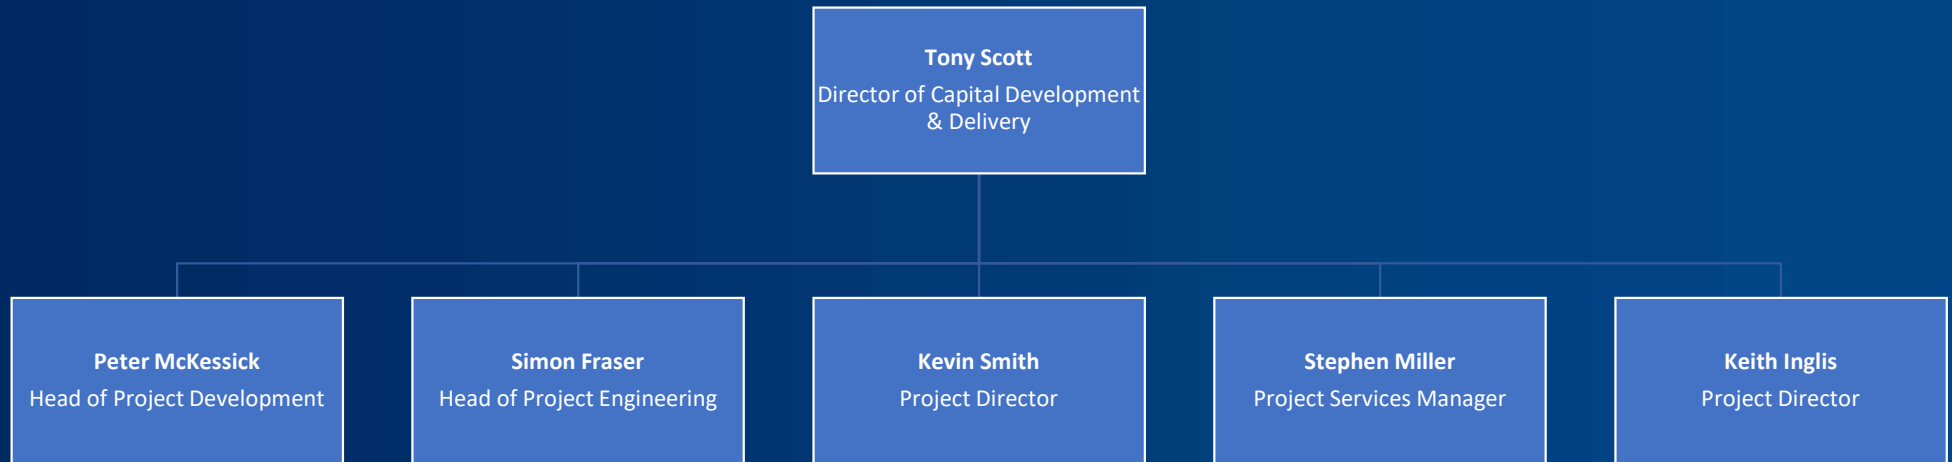 Tony Scott
Director of Capital Development
& Delivery
Peter McKessick
Head of Project Development
Simon Fraser
Head of Project Engineering
Kevin Smith
Project Director
Stephen Miller
Project Services Manager
Keith Inglis
Project Director